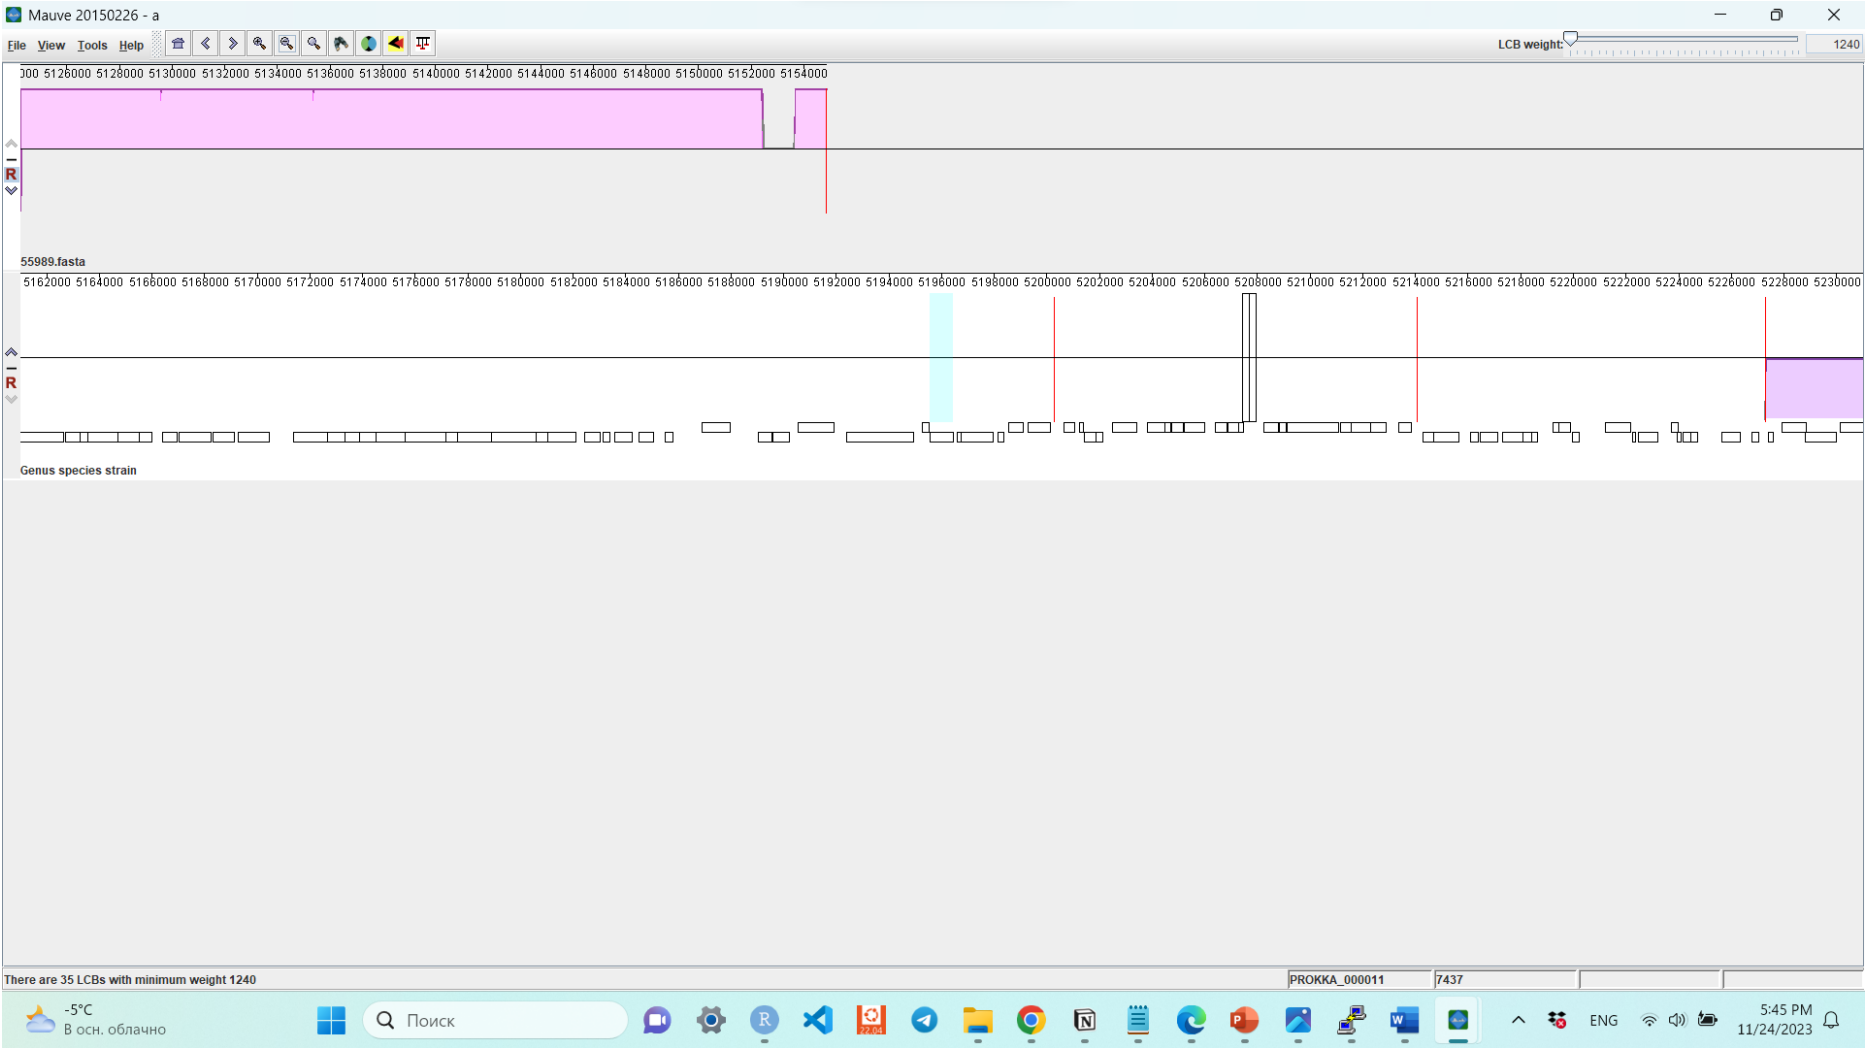 Mauve 20150226 - a
File View Tools Help
LCB weight: 1240
000 5126000 5128000 5130000 5132000 5134000 5136000 5138000 5140000 5142000 5144000 5146000 5148000 5150000 5152000 5154000
R
55989.fasta
5162000 5164000 5166000 5168000 5170000 5172000 5174000 5176000 5178000 5180000 5182000 5184000 5186000 5188000 5190000 5192000 5194000 5196000 5198000 5200000 5202000 5204000 5206000 5208000 5210000 5212000 5214000 5216000 5218000 5220000 5222000 5224000 5226000 5228000 5230000
R
Genus species strain
There are 35 LCBs with minimum weight 1240
PROKKA_000011 7437
-5°C
В осн. облачно
Поиск
22.04
ENG
5:45 PM
11/24/2023